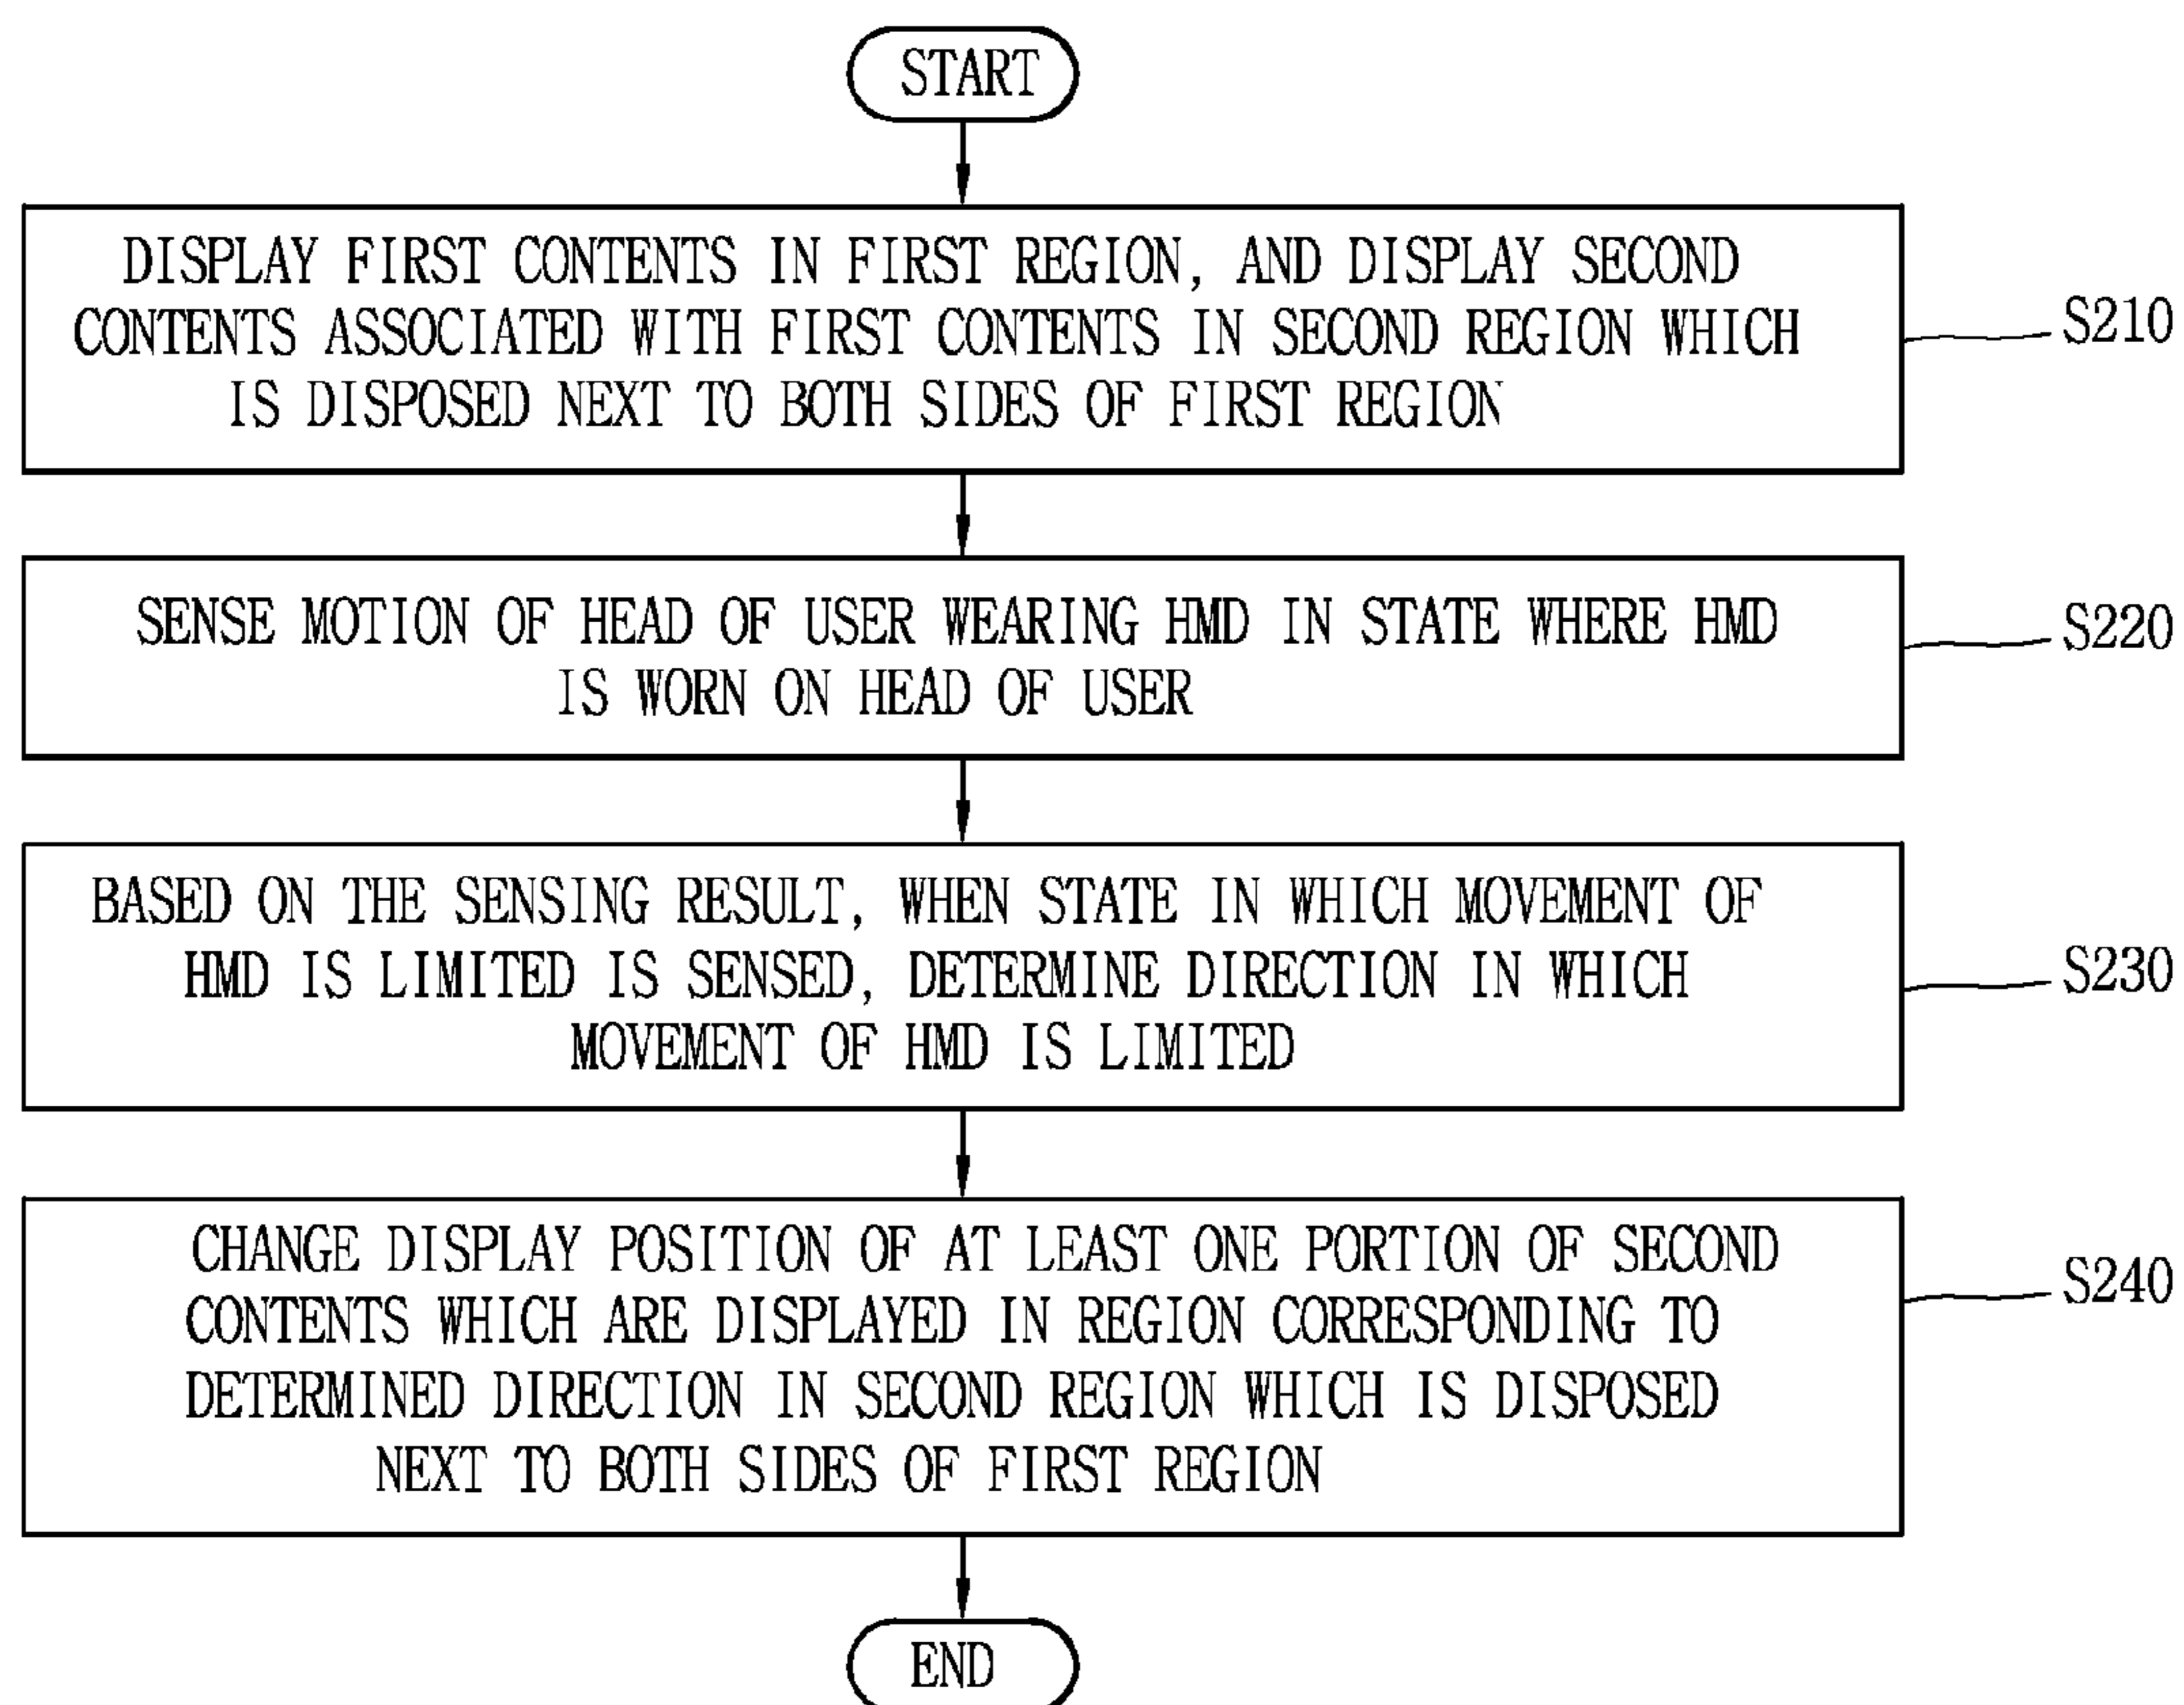 START
DISPLAY FIRST CONTENTS IN FIRST REGION, AND DISPLAY SECOND
CONTENTS ASSOCIATED WITH FIRST CONTENTS IN SECOND REGION WHICH
IS DISPOSED NEXT TO BOTH SIDES OF FIRST REGION
S210
SENSE MOTION OF HEAD OF USER WEARING HMD IN STATE WHERE HMD
IS WORN ON HEAD OF USER
S220
BASED ON THE SENSING RESULT, WHEN STATE IN WHICH MOVEMENT OF
HMD IS LIMITED IS SENSED, DETERMINE DIRECTION IN WHICH
MOVEMENT OF HMD IS LIMITED
S230
CHANGE DISPLAY POSITION OF AT LEAST ONE PORTION OF SECOND
CONTENTS WHICH ARE DISPLAYED IN REGION CORRESPONDING TO
DETERMINED DIRECTION IN SECOND REGION WHICH IS DISPOSED
NEXT TO BOTH SIDES OF FIRST REGION
S240
END